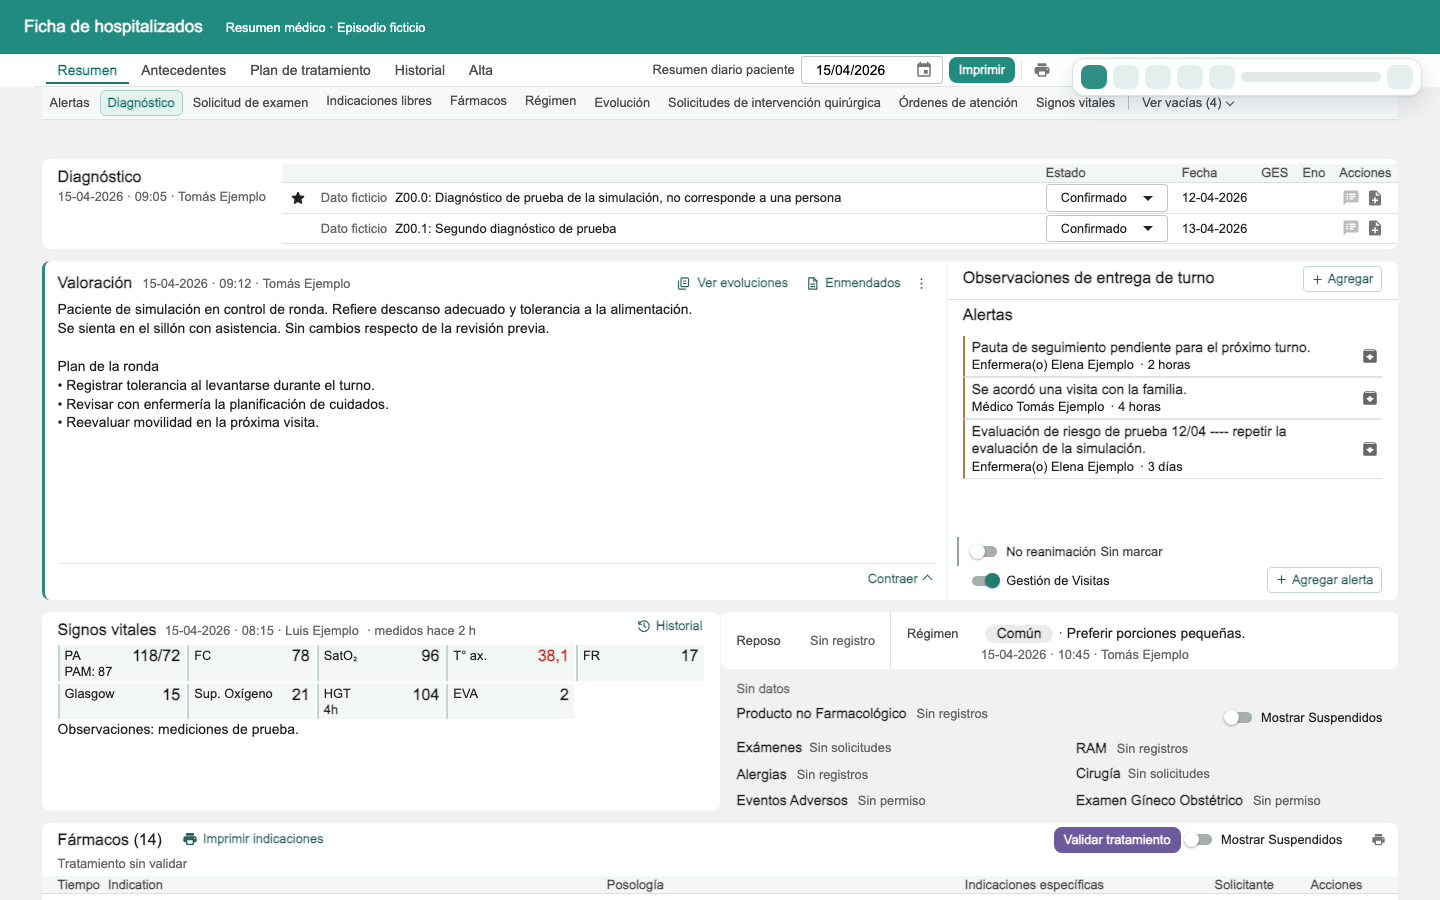 Ficha de hospitalizados Resumen médico · Episodio ficticio
Resumen Antecedentes Plan de tratamiento Historial Alta Resumen diario paciente 15/04/2026 Imprimir
Alertas Diagnóstico Solicitud de examen Indicaciones libres Fármacos Régimen Evolución Solicitudes de intervención quirúrgica Órdenes de atención Signos vitales Ver vacías (4)
Diagnóstico
15-04-2026 · 09:05 · Tomás Ejemplo
Estado Fecha GES Eno Acciones
Dato ficticio Z00.0: Diagnóstico de prueba de la simulación, no corresponde a una persona Confirmado 12-04-2026
Dato ficticio Z00.1: Segundo diagnóstico de prueba Confirmado 13-04-2026
Valoración 15-04-2026 · 09:12 · Tomás Ejemplo Ver evoluciones Enmendados
Paciente de simulación en control de ronda. Refiere descanso adecuado y tolerancia a la alimentación.
Se sienta en el sillón con asistencia. Sin cambios respecto de la revisión previa.
Plan de la ronda
• Registrar tolerancia al levantarse durante el turno.
• Revisar con enfermería la planificación de cuidados.
• Reevaluar movilidad en la próxima visita.
Contraer
Observaciones de entrega de turno + Agregar
Alertas
Pauta de seguimiento pendiente para el próximo turno.
Enfermera(o) Elena Ejemplo · 2 horas
Se acordó una visita con la familia.
Médico Tomás Ejemplo · 4 horas
Evaluación de riesgo de prueba 12/04 ---- repetir la
evaluación de la simulación.
Enfermera(o) Elena Ejemplo · 3 días
No reanimación Sin marcar
Gestión de Visitas + Agregar alerta
Signos vitales 15-04-2026 · 08:15 · Luis Ejemplo · medidos hace 2 h Historial
PA 118/72 FC 78 SatO₂ 96 T° ax. 38,1 FR 17
PAM: 87
Glasgow 15 Sup. Oxígeno 21 HGT 104 EVA 2
4h
Observaciones: mediciones de prueba.
Reposo Sin registro Régimen Común · Preferir porciones pequeñas.
15-04-2026 · 10:45 · Tomás Ejemplo
Sin datos
Producto no Farmacológico Sin registros Mostrar Suspendidos
Exámenes Sin solicitudes RAM Sin registros
Alergias Sin registros Cirugía Sin solicitudes
Eventos Adversos Sin permiso Examen Gíneco Obstétrico Sin permiso
Fármacos (14) Imprimir indicaciones Validar tratamiento Mostrar Suspendidos
Tratamiento sin validar
Tiempo Indication Posología Indicaciones específicas Solicitante Acciones